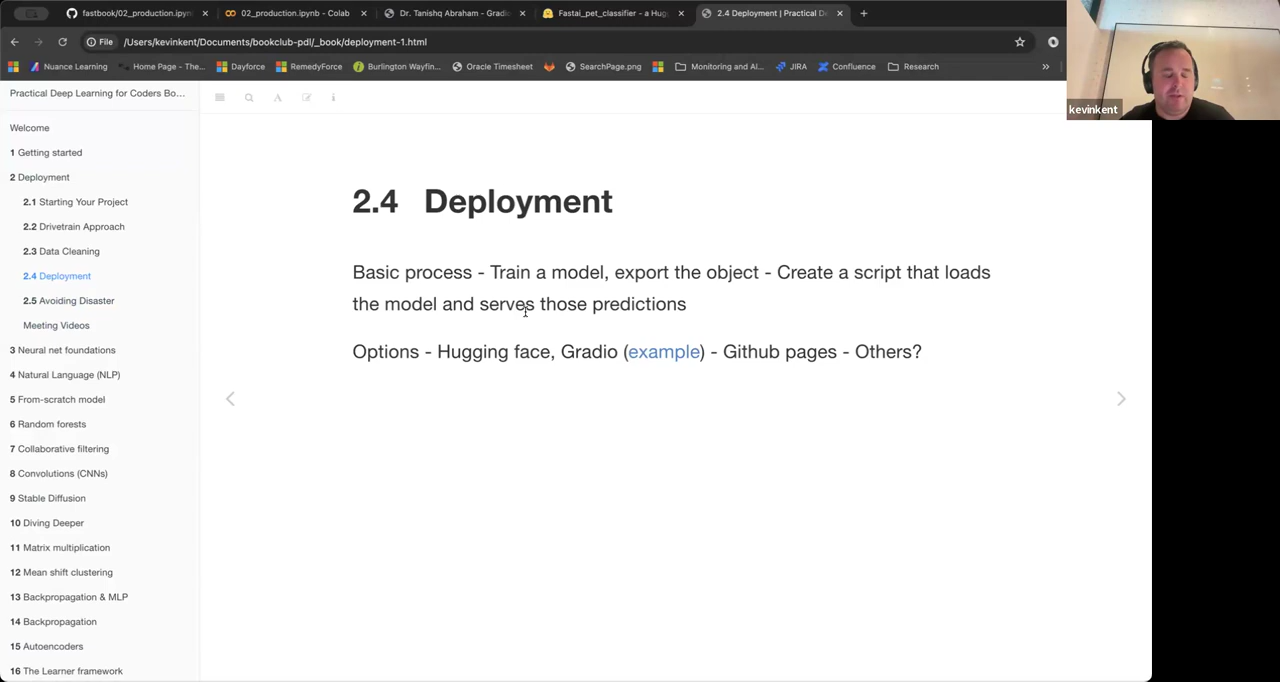 fastbook/02_production.ipyn
02_production.ipynb - Colab
Dr. Tanishq Abraham - Gradi
Fastai_pet_classifier - a Hug
2.4 Deployment | Practical D
File
/Users/kevinkent/Documents/bookclub-pdl/_book/deployment-1.html
Nuance Learning
Home Page - The...
Dayforce
RemedyForce
Burlington Wayfin...
Oracle Timesheet
SearchPage.png
Monitoring and AI...
JIRA
Confluence
Research
»
kevinkent
Practical Deep Learning for Coders Bo...
Welcome
1 Getting started
2 Deployment
2.1 Starting Your Project
2.2 Drivetrain Approach
2.3 Data Cleaning
2.4 Deployment
2.5 Avoiding Disaster
Meeting Videos
3 Neural net foundations
4 Natural Language (NLP)
5 From-scratch model
6 Random forests
7 Collaborative filtering
8 Convolutions (CNNs)
9 Stable Diffusion
10 Diving Deeper
11 Matrix multiplication
12 Mean shift clustering
13 Backpropagation & MLP
14 Backpropagation
15 Autoencoders
16 The Learner framework
2.4 Deployment
Basic process - Train a model, export the object - Create a script that loads
the model and serves those predictions
Options - Hugging face, Gradio (example) - Github pages - Others?